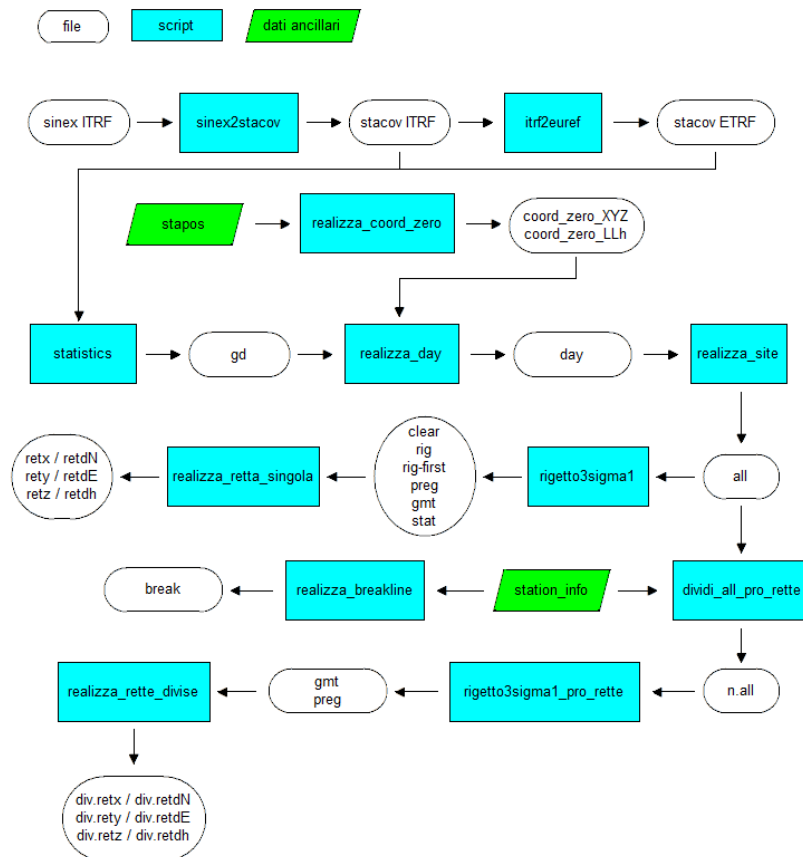 file
script
dati ancillari
sinex ITRF
sinex2stacov
stacov ITRF
itrf2euref
stacov ETRF
stapos
realizza_coord_zero
coord_zero_XYZ
coord_zero_LLh
statistics
gd
realizza_day
day
realizza_site
retx / retdN
rety / retdE
retz / retdh
realizza_retta_singola
clear
rig
rig-first
preg
gmt
stat
rigetto3sigma1
all
break
realizza_breakline
station_info
dividi_all_pro_rette
realizza_rette_divise
gmt
preg
rigetto3sigma1_pro_rette
n.all
div.retx / div.retdN
div.rety / div.retdE
div.retz / div.retdh